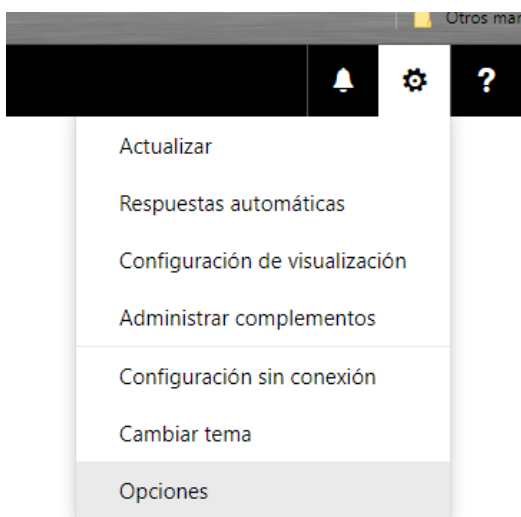 Otros mar
?
Actualizar
Respuestas automáticas
Configuración de visualización
Administrar complementos
Configuración sin conexión
Cambiar tema
Opciones